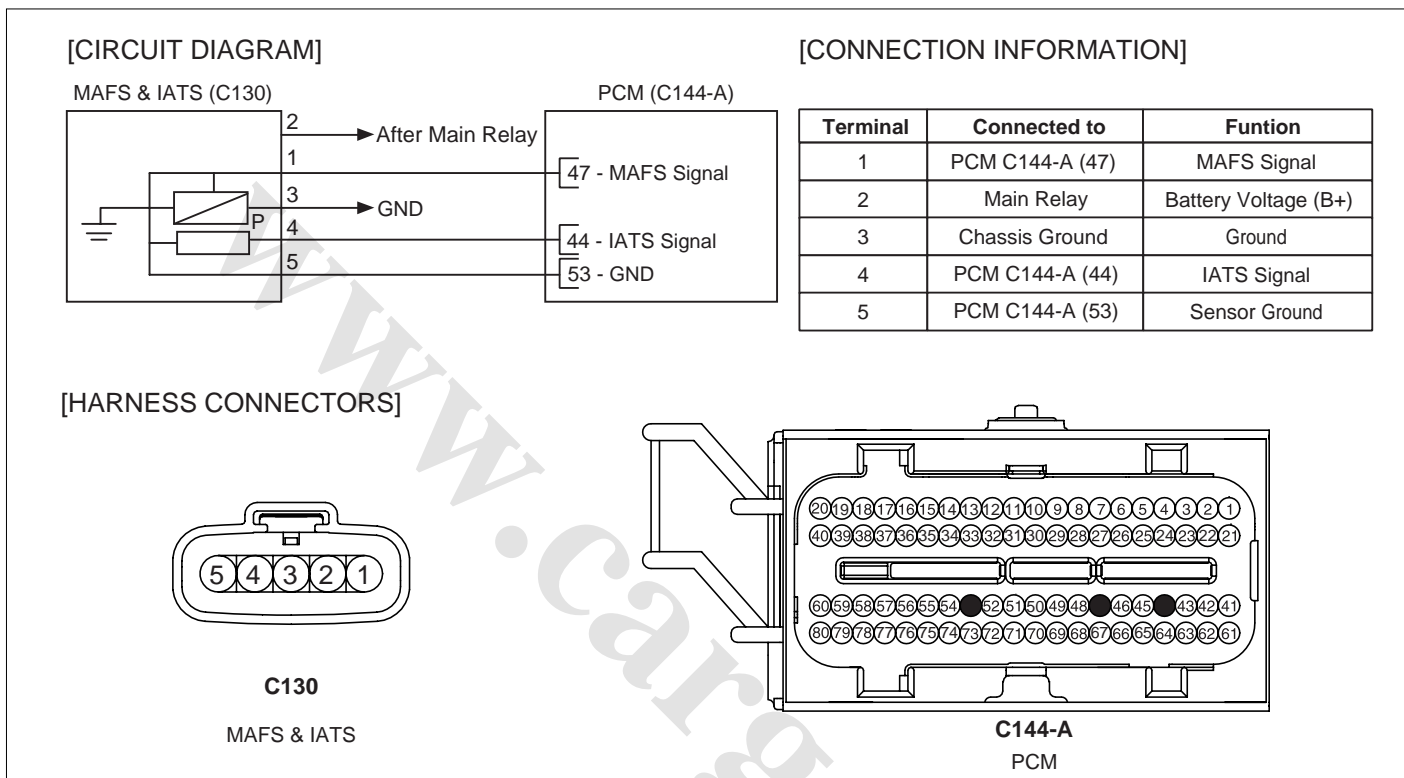 [CIRCUIT DIAGRAM]
MAFS & IATS (C130)
PCM (C144-A)
2
After Main Relay
1
47 - MAFS Signal
3
GND
P
4
44 - IATS Signal
5
53 - GND
[CONNECTION INFORMATION]
Terminal Connected to Funtion
1 PCM C144-A (47) MAFS Signal
2 Main Relay Battery Voltage (B+)
3 Chassis Ground Ground
4 PCM C144-A (44) IATS Signal
5 PCM C144-A (53) Sensor Ground
[HARNESS CONNECTORS]
5 4 3 2 1
C130
MAFS & IATS
20 19 18 17 16 15 14 13 12 11 10 9 8 7 6 5 4 3 2 1
40 39 38 37 36 35 34 33 32 31 30 29 28 27 26 25 24 23 22 21
60 59 58 57 56 55 54 52 51 50 49 48 46 45 43 42 41
80 79 78 77 76 75 74 73 72 71 70 69 68 67 66 65 64 63 62 61
C144-A
PCM
www.carg